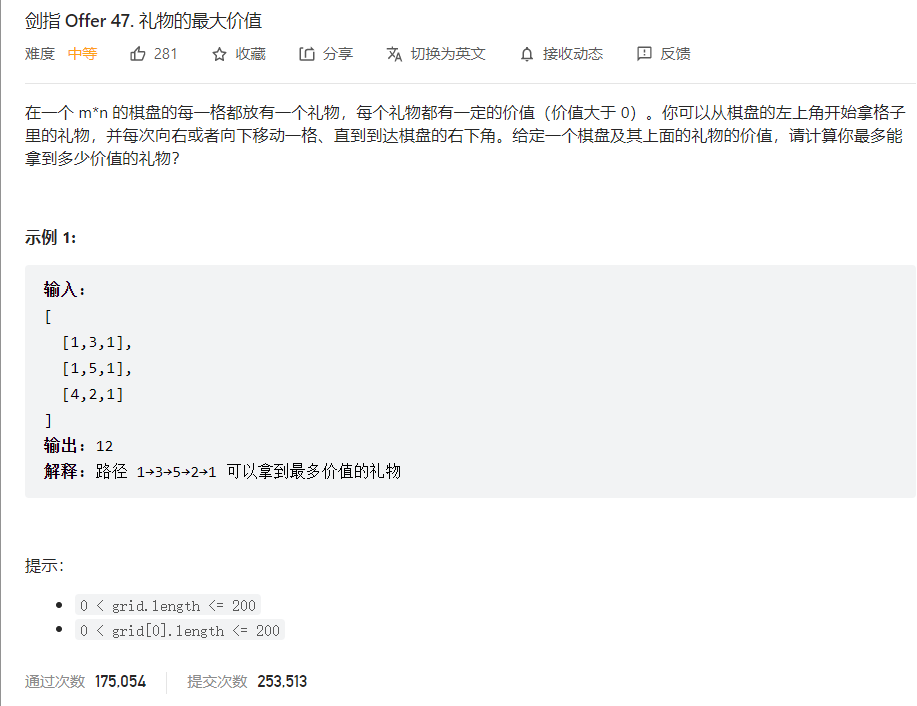 剑指 Offer 47. 礼物的最大价值
难度 中等 281 收藏 分享 切换为英文 接收动态 反馈
在一个 m*n 的棋盘的每一格都放有一个礼物，每个礼物都有一定的价值（价值大于 0）。你可以从棋盘的左上角开始拿格子
里的礼物，并每次向右或者向下移动一格、直到到达棋盘的右下角。给定一个棋盘及其上面的礼物的价值，请计算你最多能
拿到多少价值的礼物？
示例 1:
输入:
[
[1,3,1],
[1,5,1],
[4,2,1]
]
输出: 12
解释: 路径 1→3→5→2→1 可以拿到最多价值的礼物
提示：
• 0 < grid.length <= 200
• 0 < grid[0].length <= 200
通过次数 175,054 提交次数 253,513